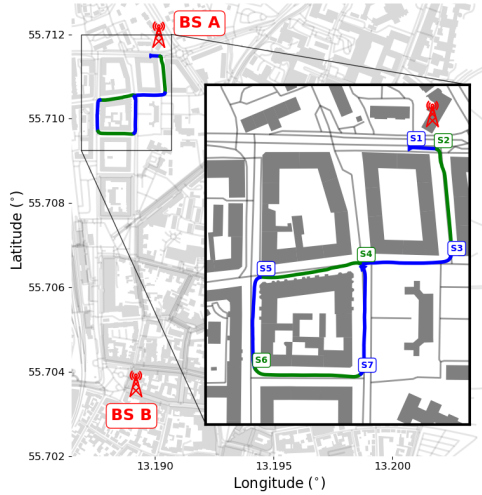 BS A
55.712
55.710
55.708
55.706
55.704
55.702
Latitude (°)
S1
S2
S3
S4
S5
S6
S7
BS B
13.190
13.195
13.200
Longitude (°)